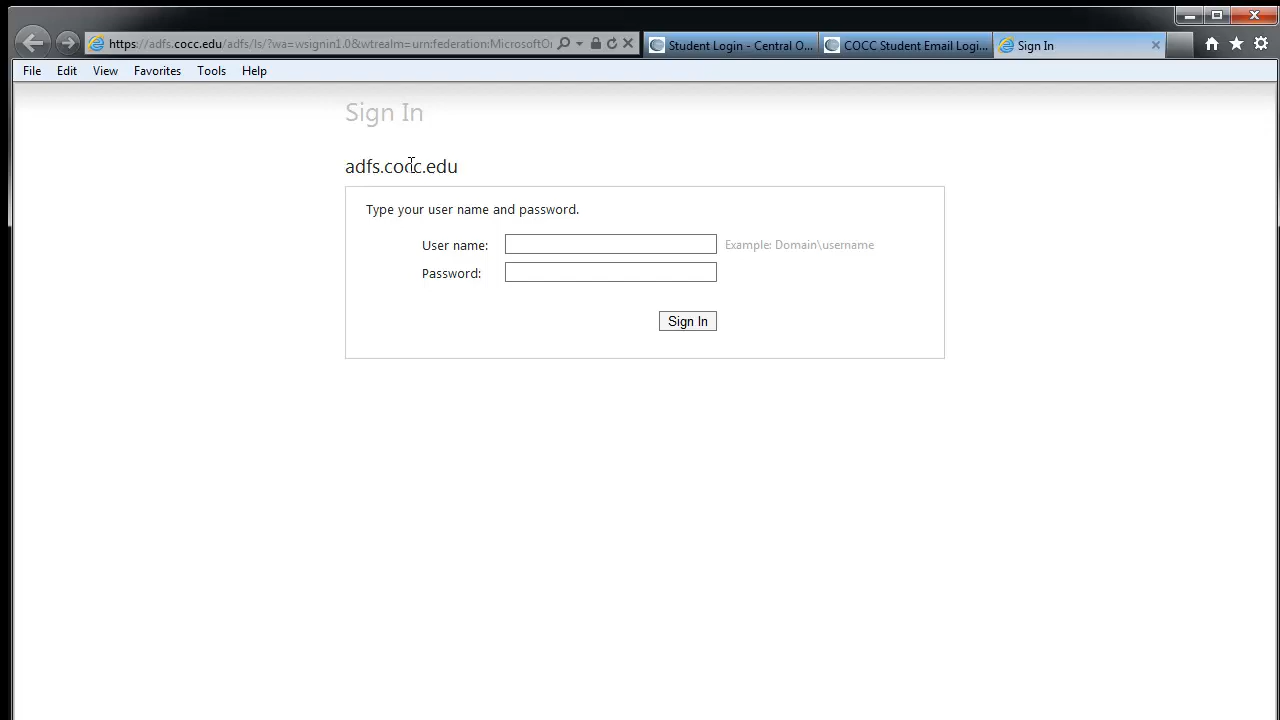 https://adfs.cocc.edu/adfs/ls/?wa=wsignin1.0&wtrealm=urn:federation:MicrosoftOn
Student Login - Central O...
COCC Student Email Logi...
Sign In
File Edit View Favorites Tools Help
Sign In
adfs.cocc.edu
Type your user name and password.
User name:
Example: Domain\username
Password:
Sign In